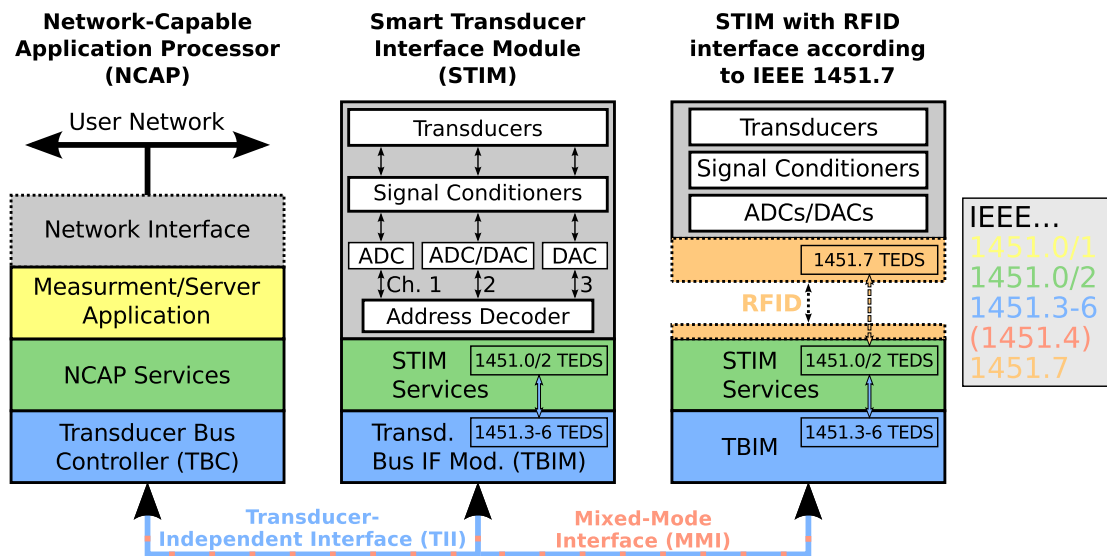 Network-Capable
Application Processor
(NCAP)
User Network
Network Interface
Measurment/Server
Application
NCAP Services
Transducer Bus
Controller (TBC)
Smart Transducer
Interface Module
(STIM)
Transducers
Signal Conditioners
ADC
ADC/DAC
DAC
Ch. 1
2
3
Address Decoder
STIM
Services
1451.0/2 TEDS
Transd.
1451.3-6 TEDS
Bus IF Mod. (TBIM)
STIM with RFID
interface according
to IEEE 1451.7
Transducers
Signal Conditioners
ADCs/DACs
1451.7 TEDS
RFID
STIM
Services
1451.0/2 TEDS
TBIM
1451.3-6 TEDS
IEEE...
1451.0/1
1451.0/2
1451.3-6
(1451.4)
1451.7
Transducer-
Independent Interface (TII)
Mixed-Mode
Interface (MMI)